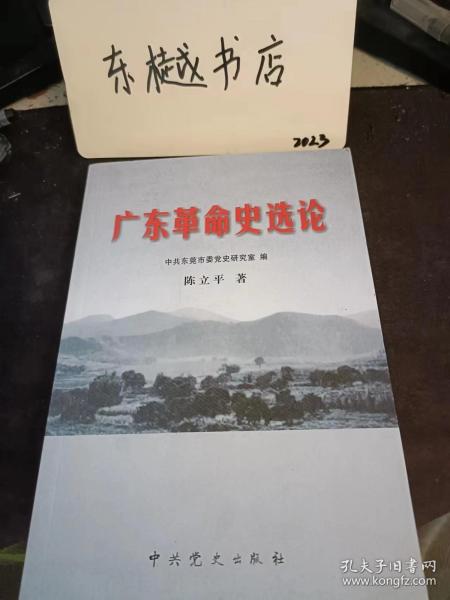 东樾书店
2023
广东革命史选论
中共东莞市委党史研究室 编
陈立平 著
中共党史出版社
孔夫子旧书网
www.kongfz.com